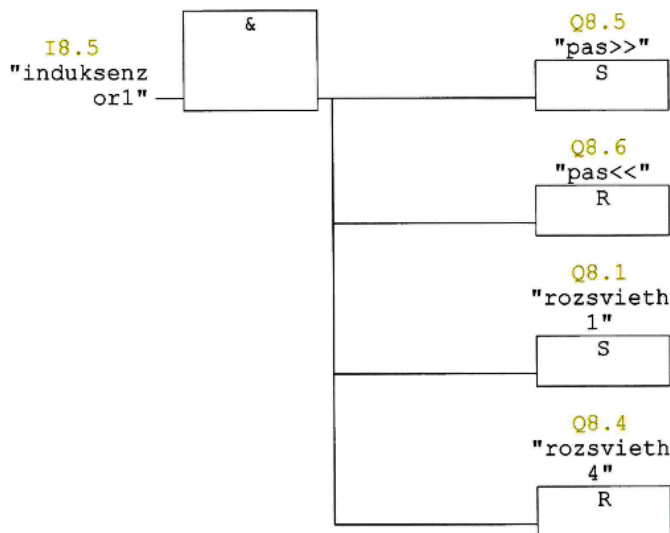 &
I8.5
"induksenz
or1"
Q8.5
"pas>>"
S
Q8.6
"pas<<"
R
Q8.1
"rozsvieth
1"
S
Q8.4
"rozsvieth
4"
R